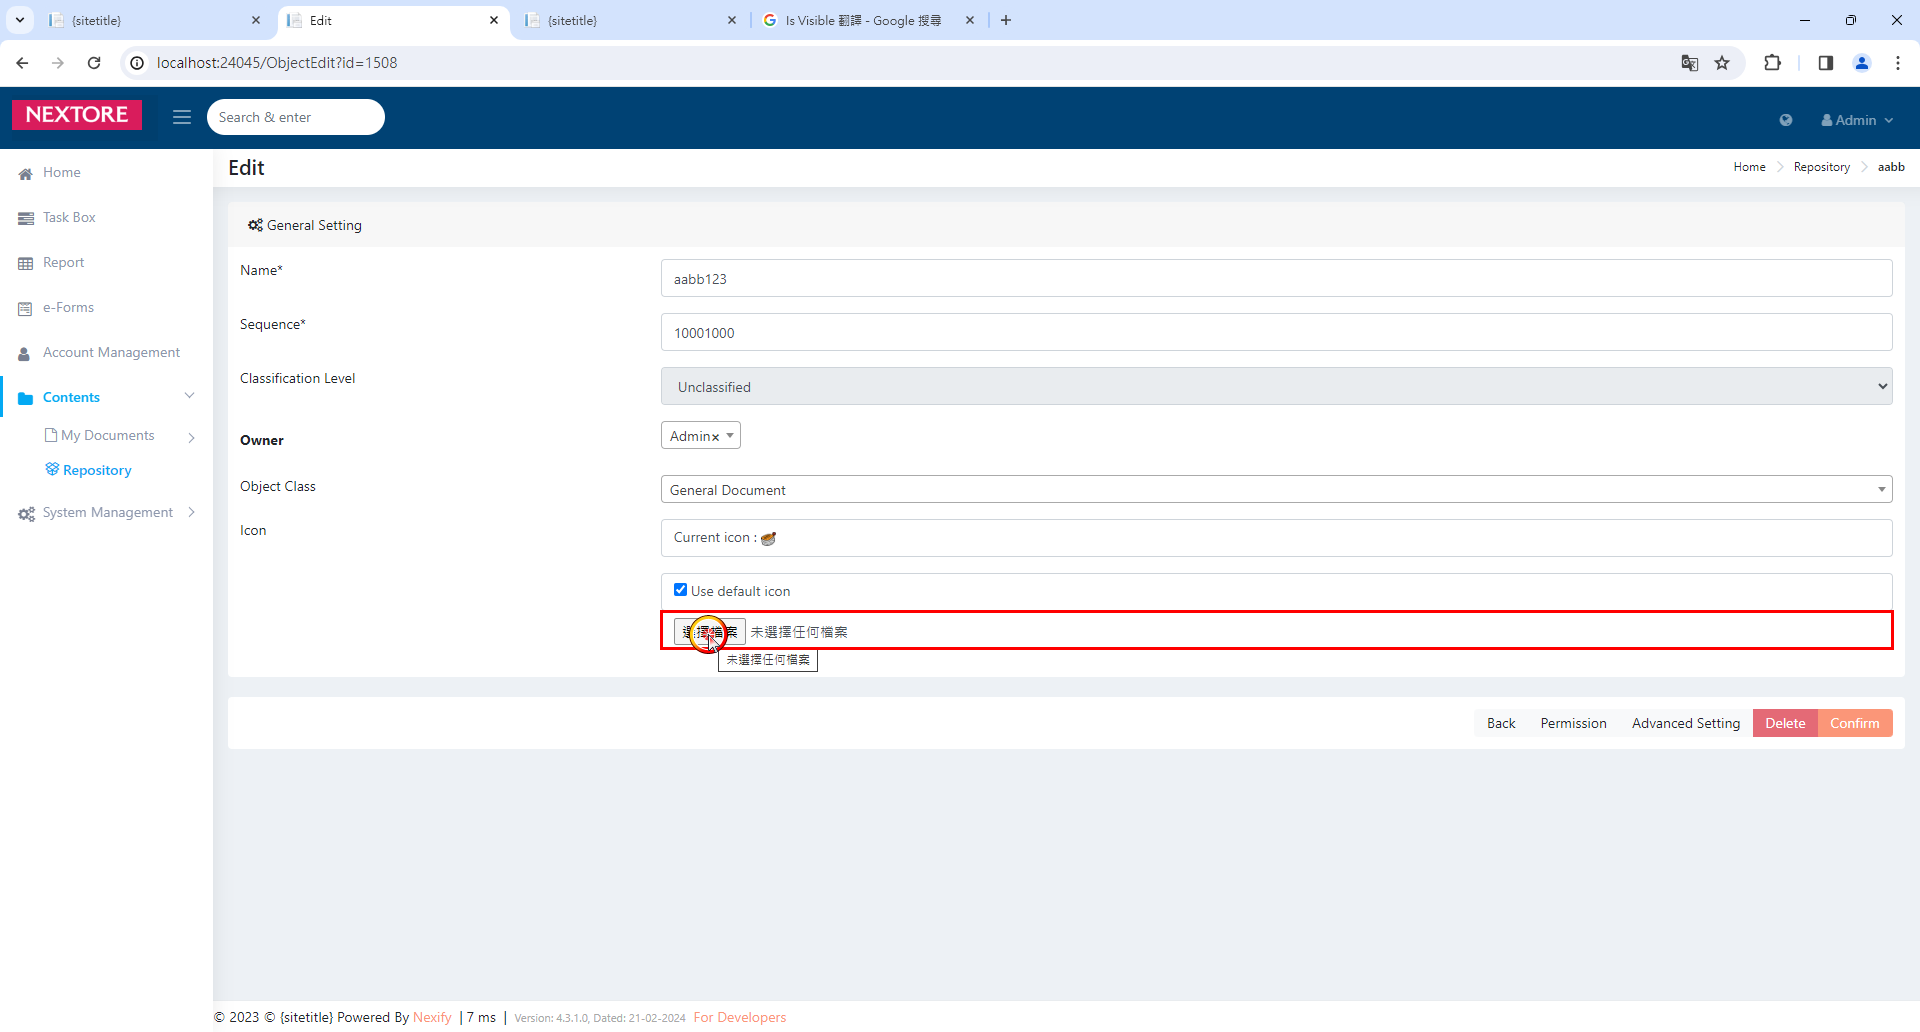 {sitetitle}
Edit
{sitetitle}
Is Visible 翻譯 - Google 搜尋
localhost:24045/ObjectEdit?id=1508
NEXTORE
Search & enter
Admin
Home
Task Box
Report
e-Forms
Account Management
Contents
My Documents
Repository
System Management
Edit
Home
Repository
aabb
General Setting
Name*
aabb123
Sequence*
10001000
Classification Level
Unclassified
Owner
Admin×
Object Class
General Document
Icon
Current icon :
Use default icon
選擇檔案 未選擇任何檔案
未選擇任何檔案
Back
Permission
Advanced Setting
Delete
Confirm
© 2023 © {sitetitle} Powered By Nexify | 7 ms | Version: 4.3.1.0, Dated: 21-02-2024 For Developers